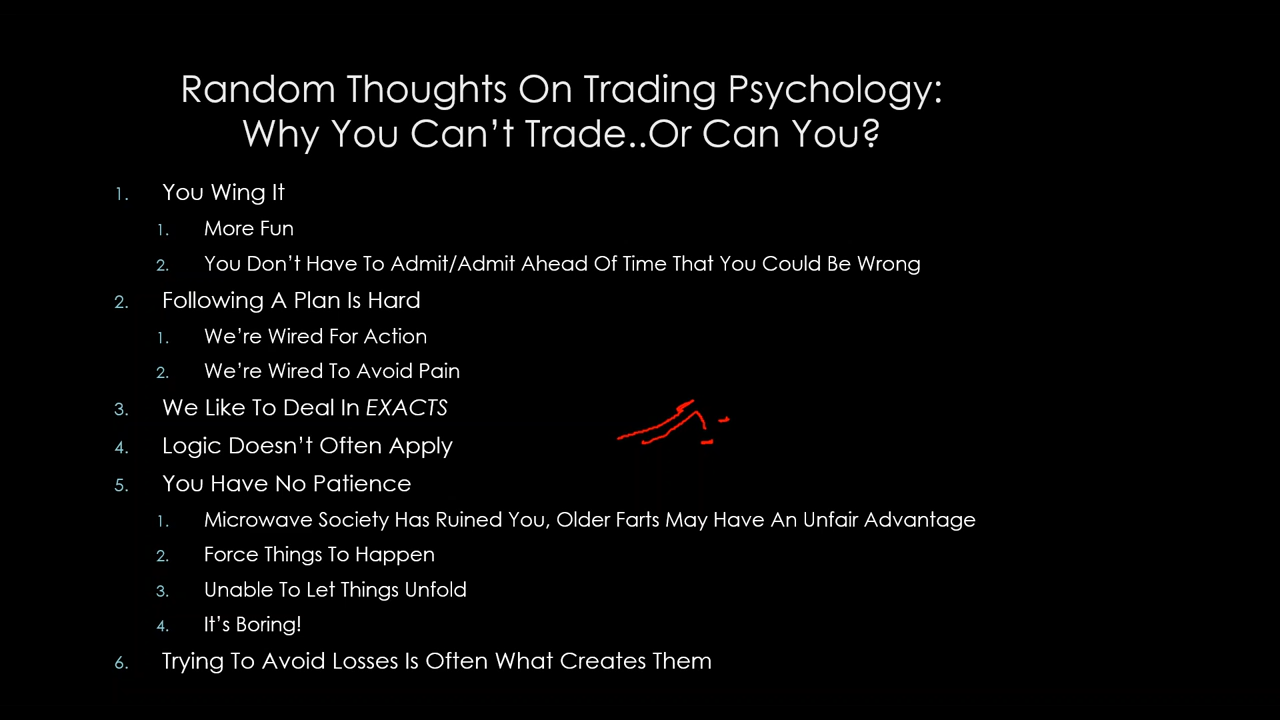 Random Thoughts On Trading Psychology:
Why You Can't Trade..Or Can You?
1. You Wing It
1. More Fun
2. You Don't Have To Admit/Admit Ahead Of Time That You Could Be Wrong
2. Following A Plan Is Hard
1. We're Wired For Action
2. We're Wired To Avoid Pain
3. We Like To Deal In EXACTS
4. Logic Doesn't Often Apply
5. You Have No Patience
1. Microwave Society Has Ruined You, Older Farts May Have An Unfair Advantage
2. Force Things To Happen
3. Unable To Let Things Unfold
4. It's Boring!
6. Trying To Avoid Losses Is Often What Creates Them